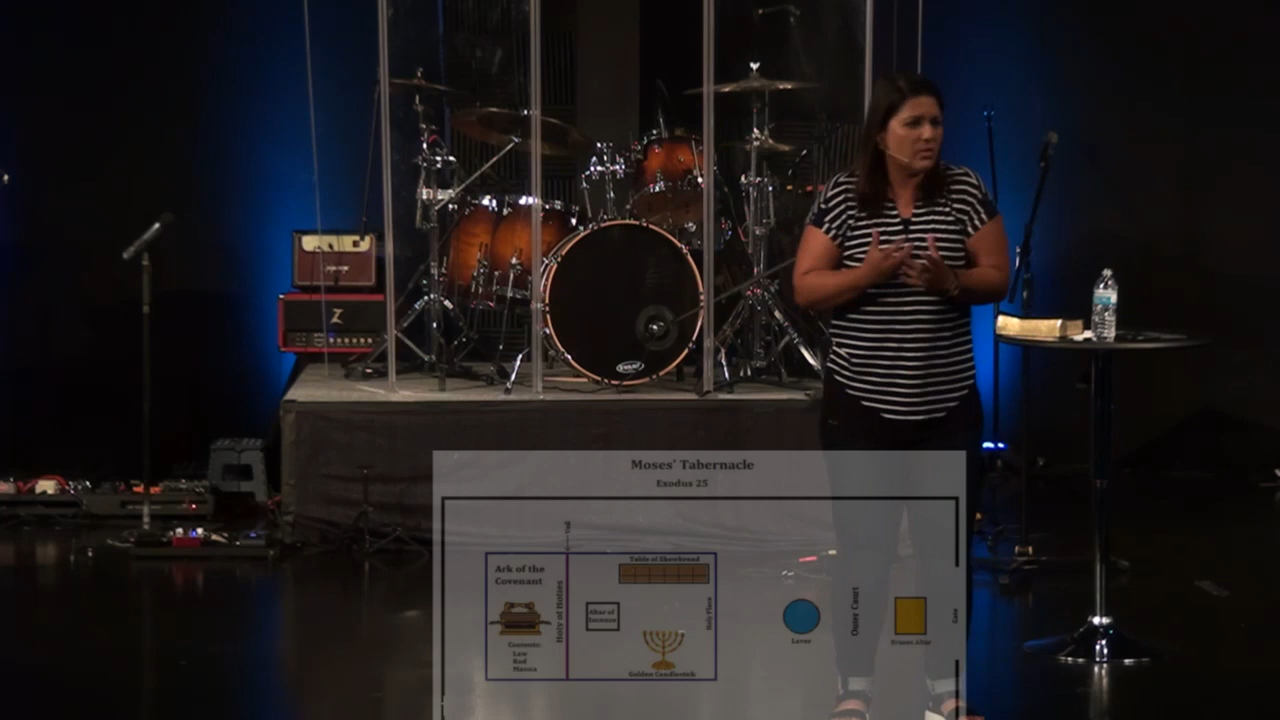 Z
EVANS
Moses' Tabernacle
Exodus 25
Veil
Table of Shewbread
Ark of the
Covenant
Holy of Holies
Altar of
Incense
Holy Place
Outer Court
Gate
Laver
Brazen Altar
Contents:
Law
Rod
Manna
Golden Candlestick